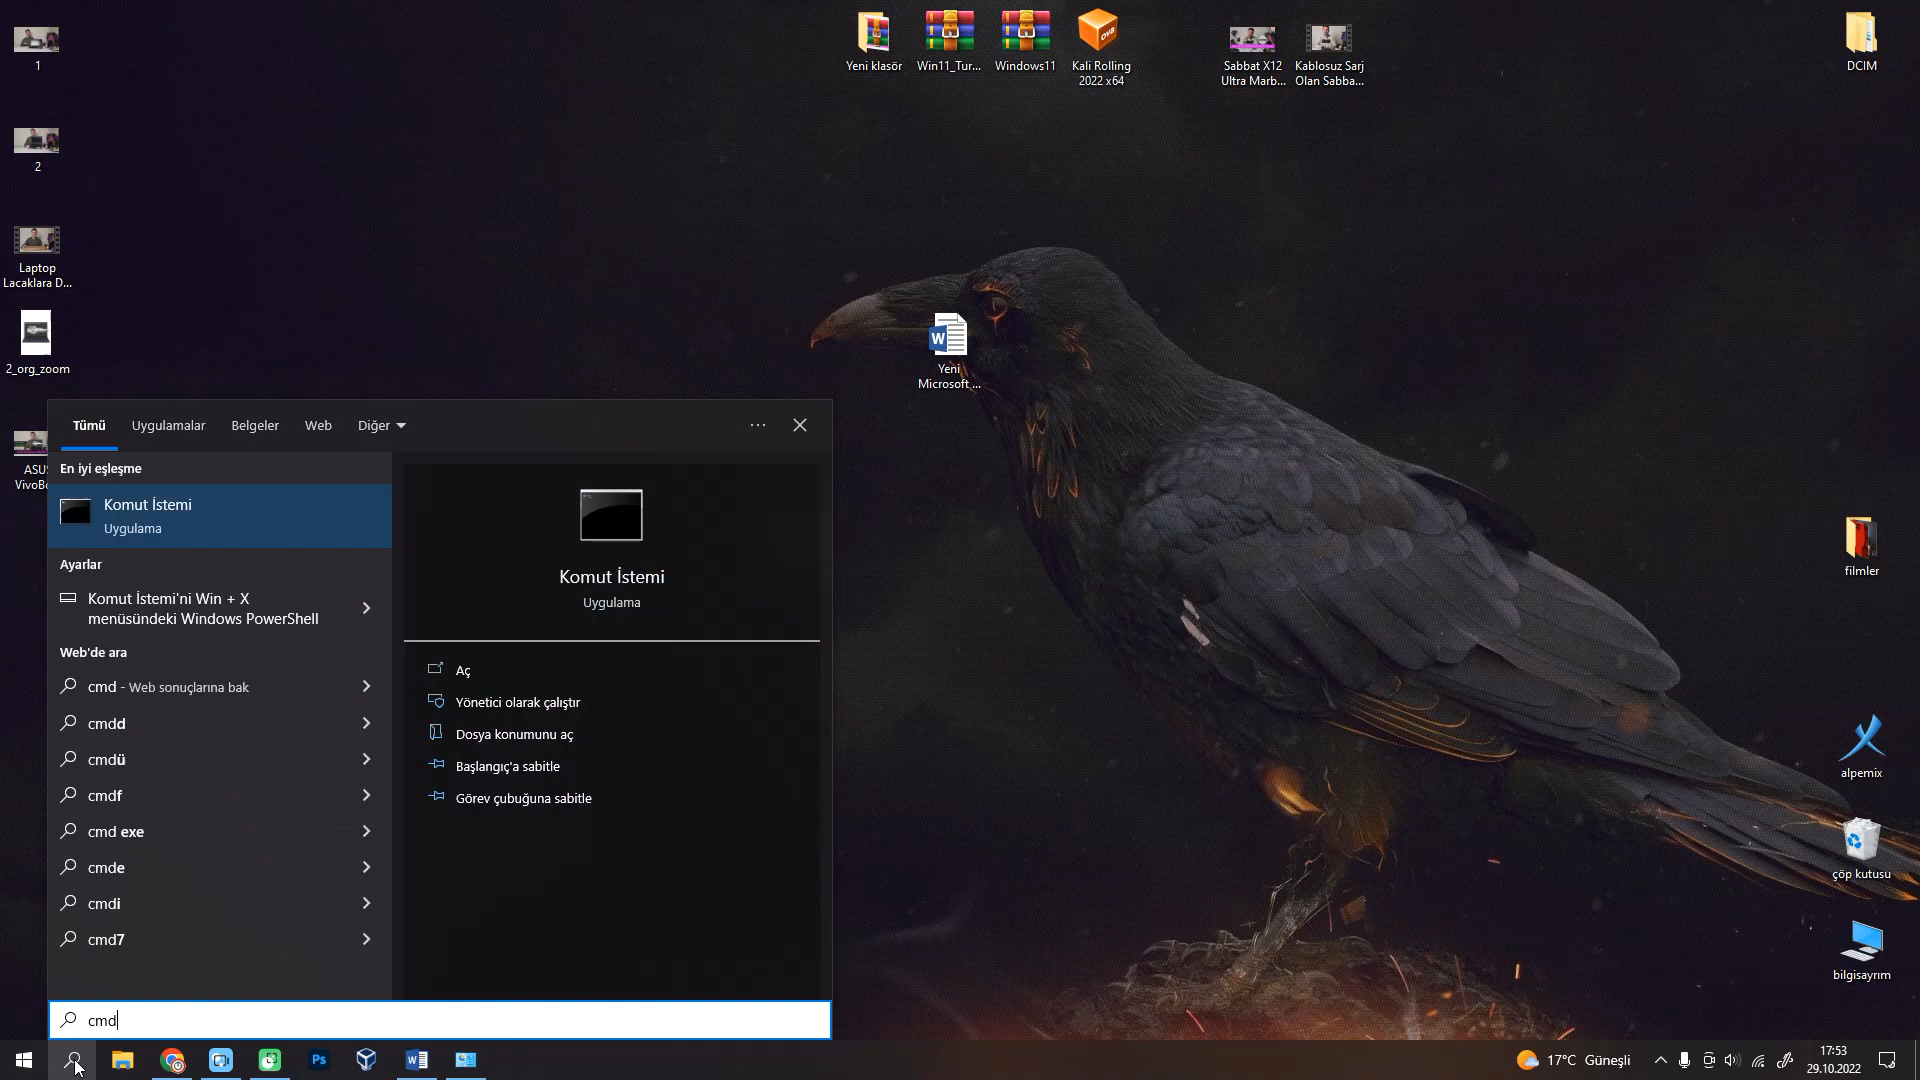 1
2
Laptop
Lacaklara D...
2_org_zoom
ASUS
VivoBo
Yeni klasör
Win11_Tur...
Windows11
Kali Rolling
2022 x64
Sabbat X12
Ultra Marb...
Kablosuz Sarj
Olan Sabba...
DCIM
Yeni
Microsoft ...
filmler
alpemix
çöp kutusu
bilgisayrım
Tümü
Uygulamalar
Belgeler
Web
Diğer
En iyi eşleşme
Komut İstemi
Uygulama
Ayarlar
Komut İstemi'ni Win + X
menüsündeki Windows PowerShell
Web'de ara
cmd - Web sonuçlarına bak
cmdd
cmdü
cmdf
cmd exe
cmde
cmdi
cmd7
Komut İstemi
Uygulama
Aç
Yönetici olarak çalıştır
Dosya konumunu aç
Başlangıç'a sabitle
Görev çubuğuna sabitle
cmd
Ps
17°C Güneşli
17:53
29.10.2022